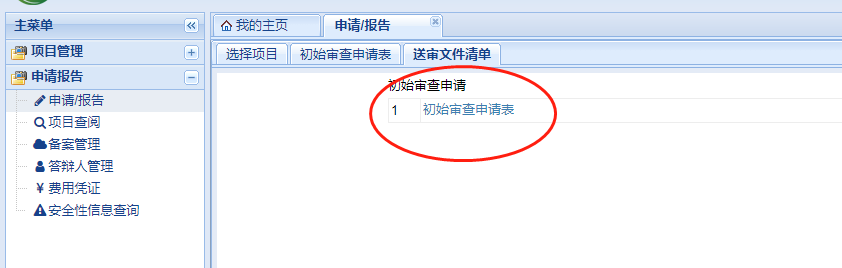 主菜单
项目管理
申请报告
申请/报告
项目查阅
备案管理
答辩人管理
费用凭证
安全性信息查询
我的主页 申请/报告
选择项目 初始审查申请表 送审文件清单
初始审查申请
1 初始审查申请表